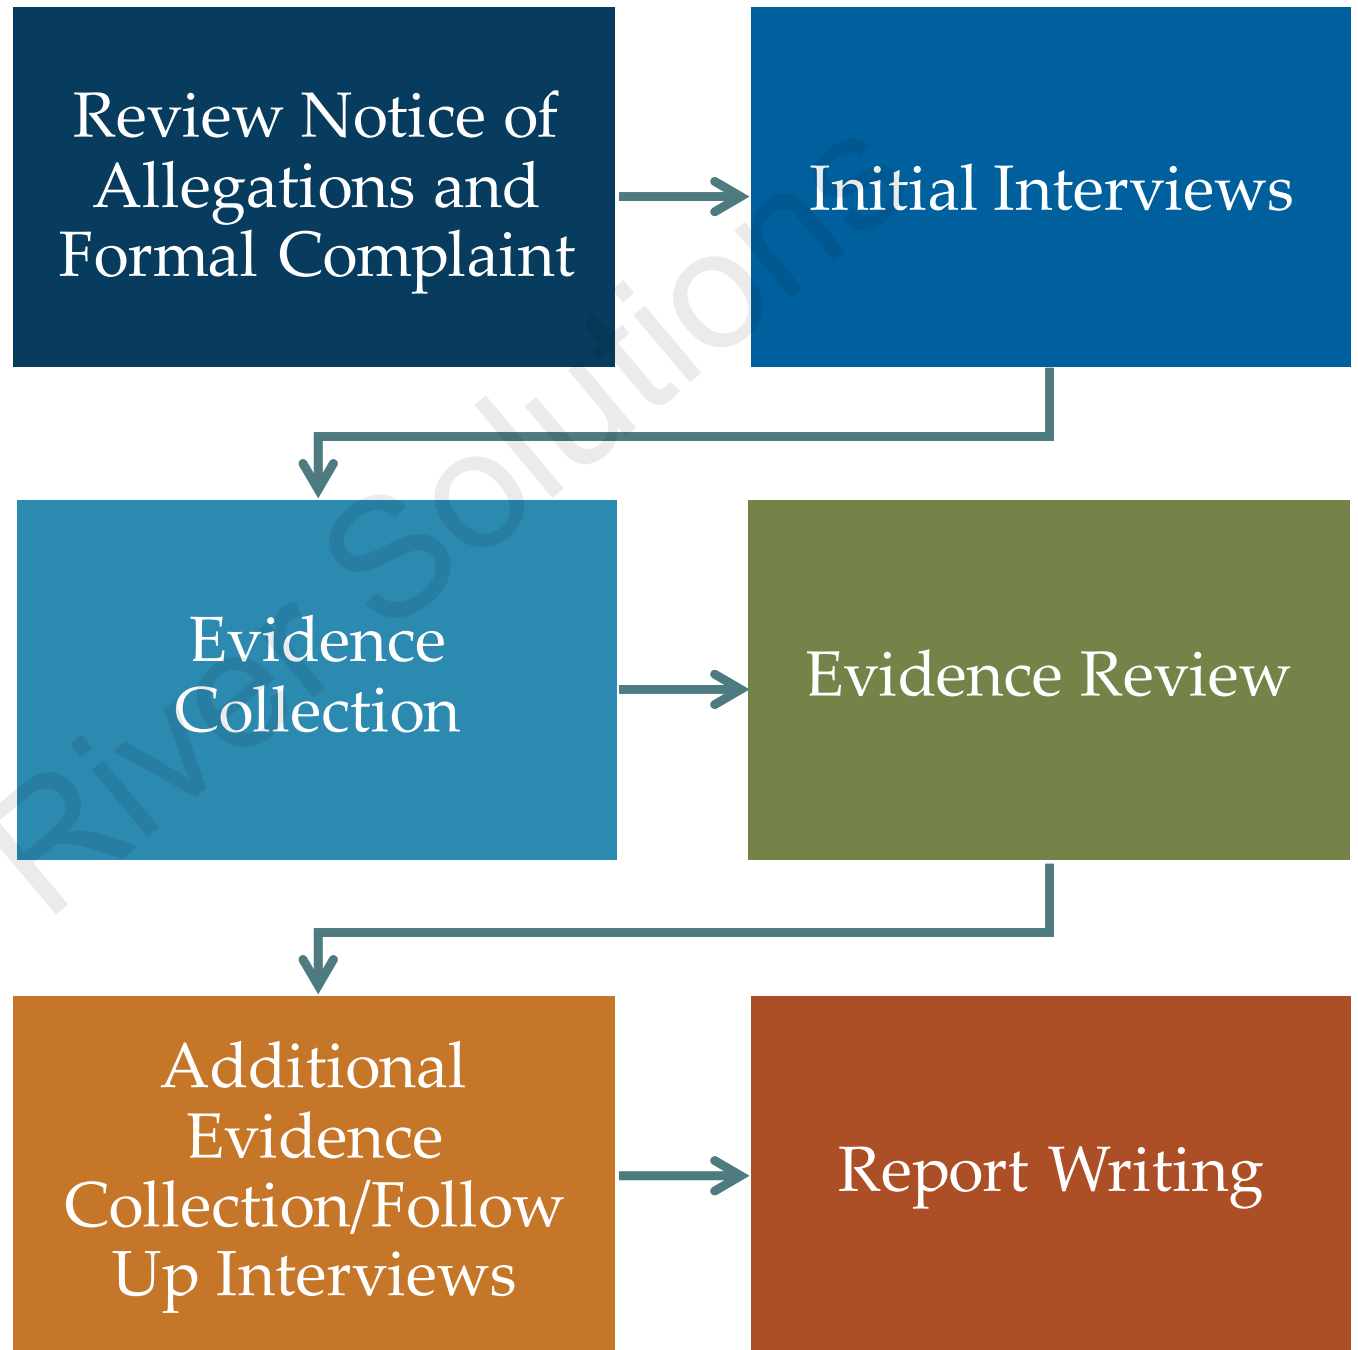 Review Notice of
Allegations and
Formal Complaint
Initial Interviews
Evidence
Collection
Evidence Review
Additional
Evidence
Collection/Follow
Up Interviews
Report Writing
River Solutions